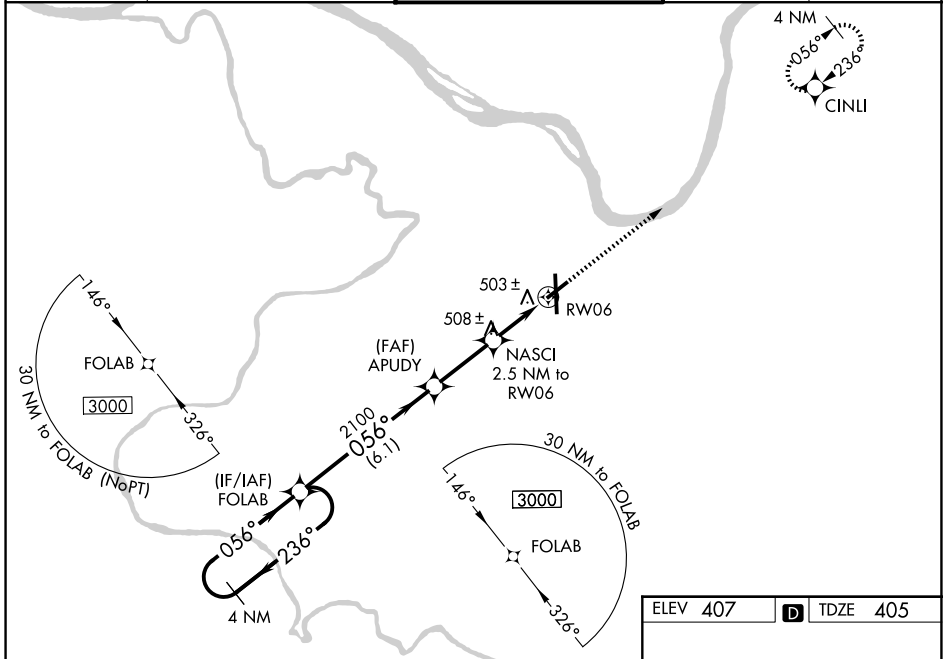 4 NM
056°
236°
CINLI
503 ±
RW06
508 ±
NASCI
2.5 NM to
RW06
(FAF)
APUDY
146°
FOLAB
3000
326°
30 NM to FOLAB (NoPT)
2100
056°
(6.1)
(IF/IAF)
FOLAB
056°
236°
4 NM
30 NM to FOLAB
146°
3000
FOLAB
326°
ELEV 407 D TDZE 405